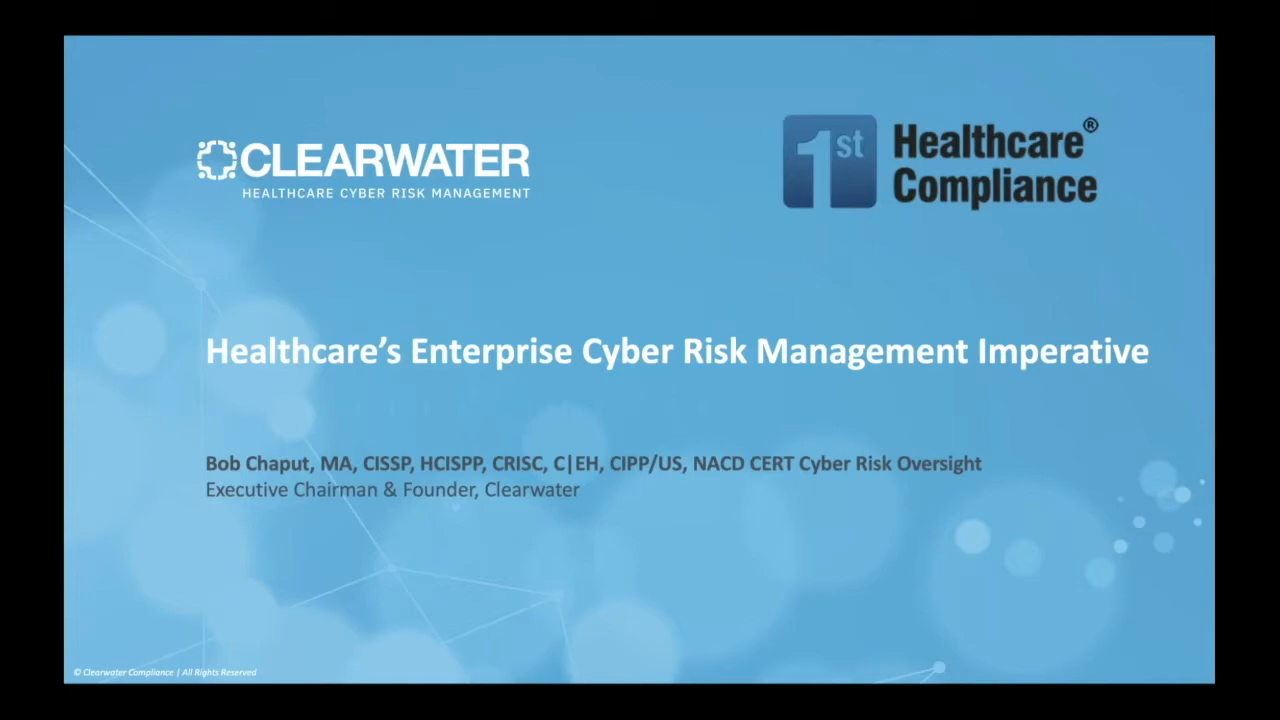 CLEARWATER
HEALTHCARE CYBER RISK MANAGEMENT
1st
Healthcare®
Compliance
Healthcare’s Enterprise Cyber Risk Management Imperative
Bob Chaput, MA, CISSP, HCISPP, CRISC, C|EH, CIPP/US, NACD CERT Cyber Risk Oversight
Executive Chairman & Founder, Clearwater
© Clearwater Compliance | All Rights Reserved